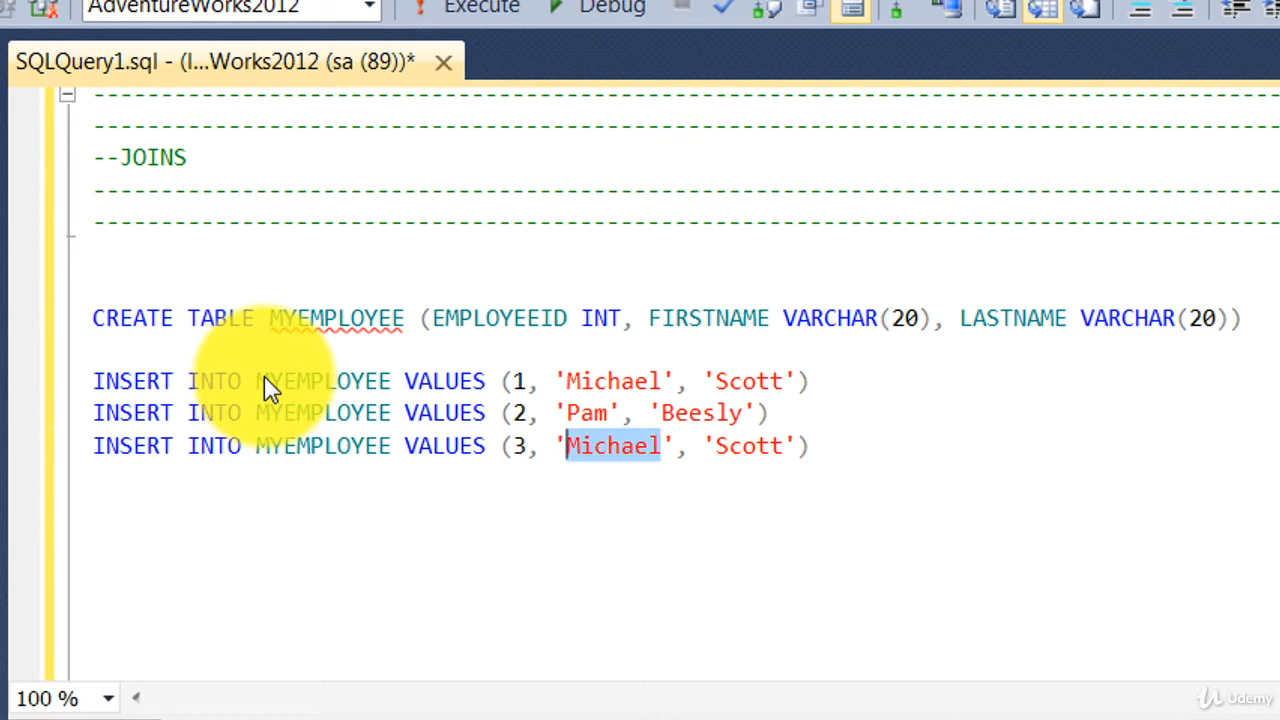 AdventureWorks2012 Execute Debug
SQLQuery1.sql - (l...Works2012 (sa (89))*
--JOINS
CREATE TABLE MYEMPLOYEE (EMPLOYEEID INT, FIRSTNAME VARCHAR(20), LASTNAME VARCHAR(20))
INSERT INTO MYEMPLOYEE VALUES (1, 'Michael', 'Scott')
INSERT INTO MYEMPLOYEE VALUES (2, 'Pam', 'Beesly')
INSERT INTO MYEMPLOYEE VALUES (3, 'Michael', 'Scott')
100 %
Udemy